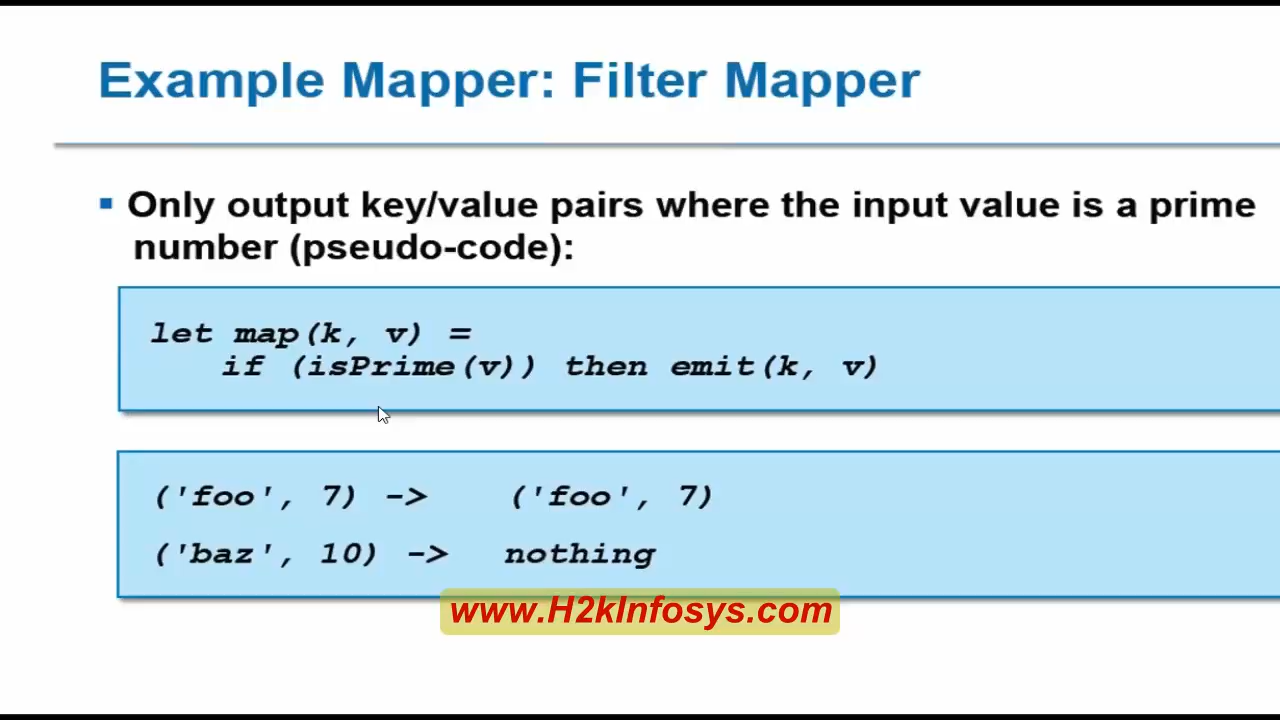 Example Mapper: Filter Mapper
▪ Only output key/value pairs where the input value is a prime
number (pseudo-code):
let map(k, v) =
if (isPrime(v)) then emit(k, v)
('foo', 7) -> ('foo', 7)
('baz', 10) -> nothing
www.H2kInfosys.com